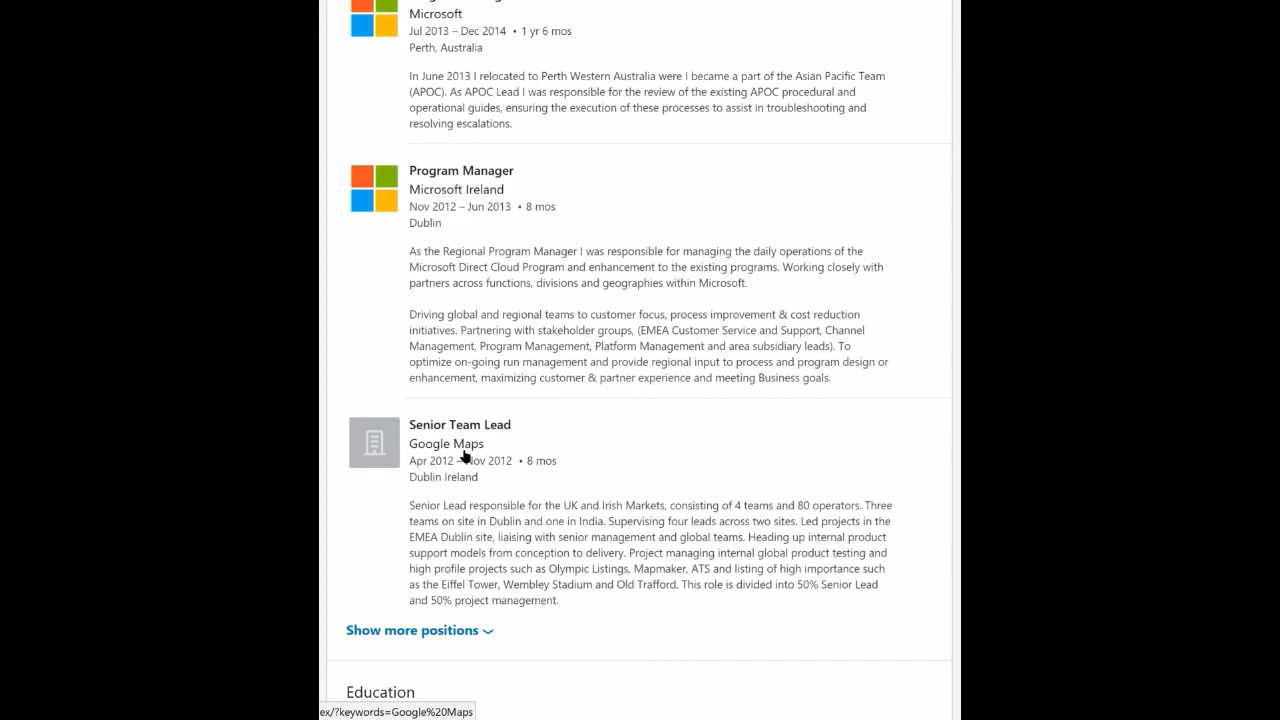 Microsoft
Jul 2013 – Dec 2014 • 1 yr 6 mos
Perth, Australia
In June 2013 I relocated to Perth Western Australia were I became a part of the Asian Pacific Team
(APOC). As APOC Lead I was responsible for the review of the existing APOC procedural and
operational guides, ensuring the execution of these processes to assist in troubleshooting and
resolving escalations.
Program Manager
Microsoft Ireland
Nov 2012 – Jun 2013 • 8 mos
Dublin
As the Regional Program Manager I was responsible for managing the daily operations of the
Microsoft Direct Cloud Program and enhancement to the existing programs. Working closely with
partners across functions, divisions and geographies within Microsoft.
Driving global and regional teams to customer focus, process improvement & cost reduction
initiatives. Partnering with stakeholder groups, (EMEA Customer Service and Support, Channel
Management, Program Management, Platform Management and area subsidiary leads). To
optimize on-going run management and provide regional input to process and program design or
enhancement, maximizing customer & partner experience and meeting Business goals.
Senior Team Lead
Google Maps
Apr 2012 – Nov 2012 • 8 mos
Dublin Ireland
Senior Lead responsible for the UK and Irish Markets, consisting of 4 teams and 80 operators. Three
teams on site in Dublin and one in India. Supervising four leads across two sites. Led projects in the
EMEA Dublin site, liaising with senior management and global teams. Heading up internal product
support models from conception to delivery. Project managing internal global product testing and
high profile projects such as Olympic Listings, Mapmaker, ATS and listing of high importance such
as the Eiffel Tower, Wembley Stadium and Old Trafford. This role is divided into 50% Senior Lead
and 50% project management.
Show more positions
Education
ex/?keywords=Google%20Maps